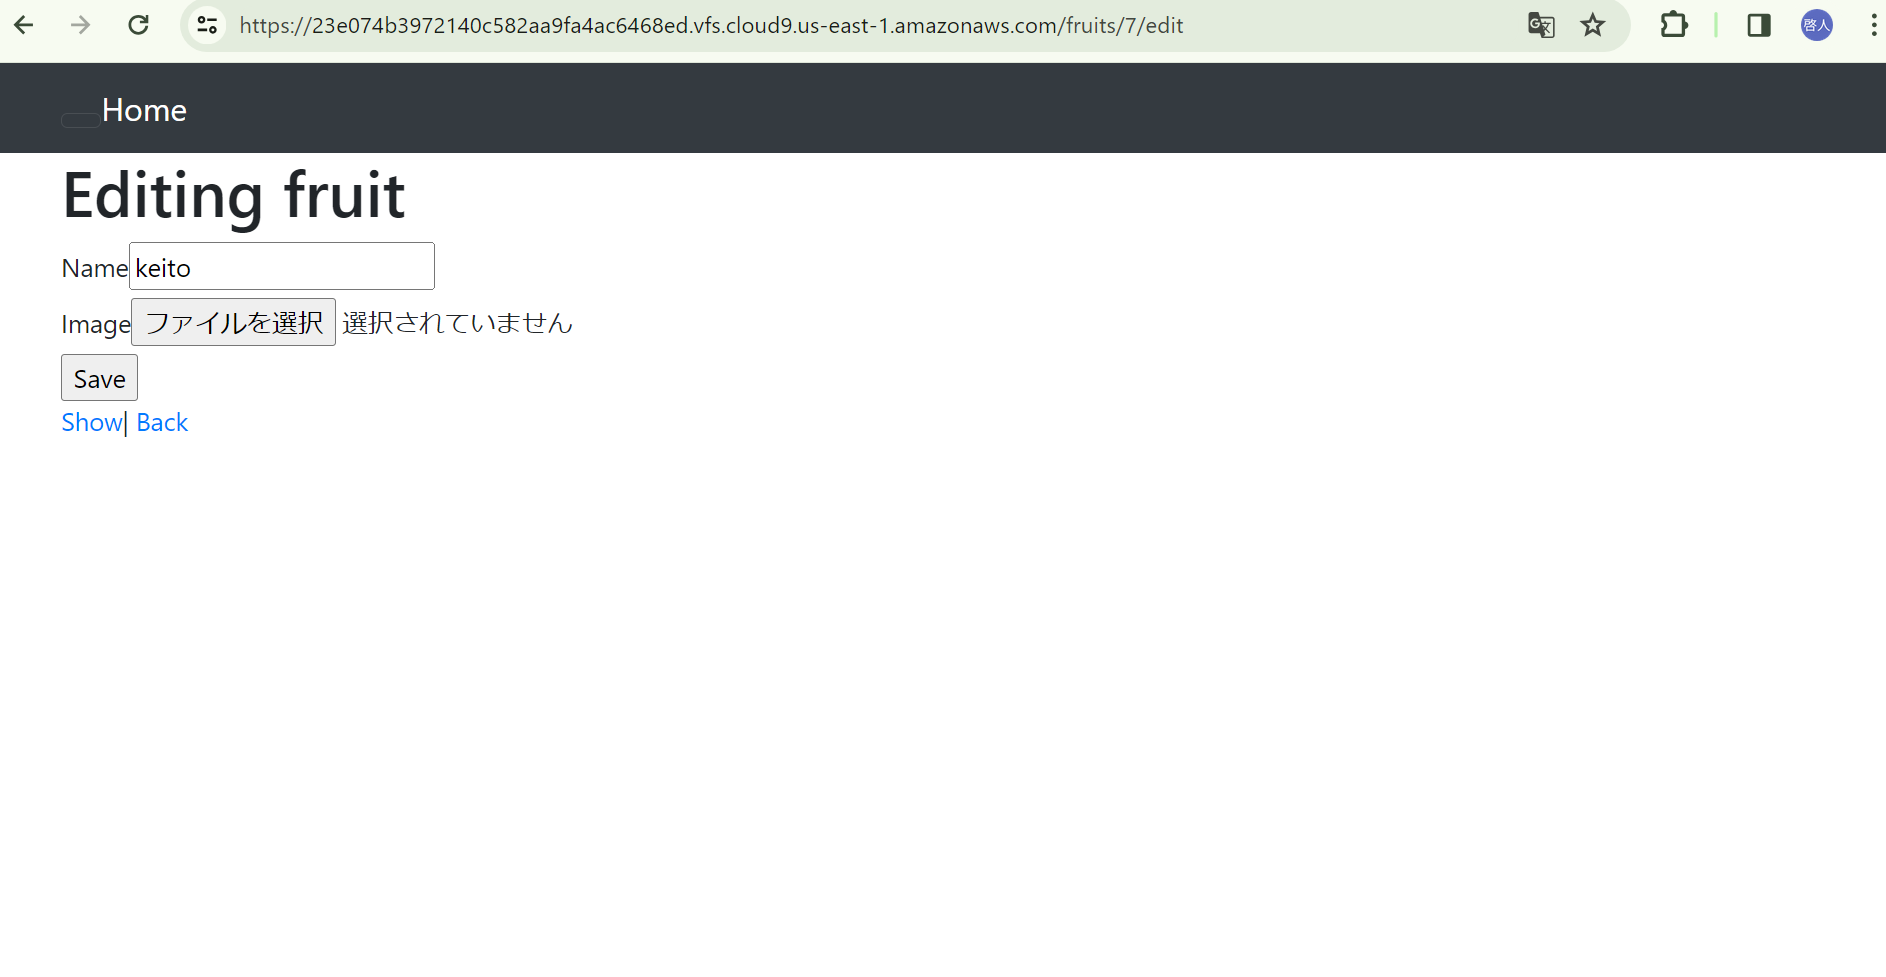 https://23e074b3972140c582aa9fa4ac6468ed.vfs.cloud9.us-east-1.amazonaws.com/fruits/7/edit
啓人
Home
Editing fruit
Name keito
Image ファイルを選択 選択されていません
Save
Show| Back